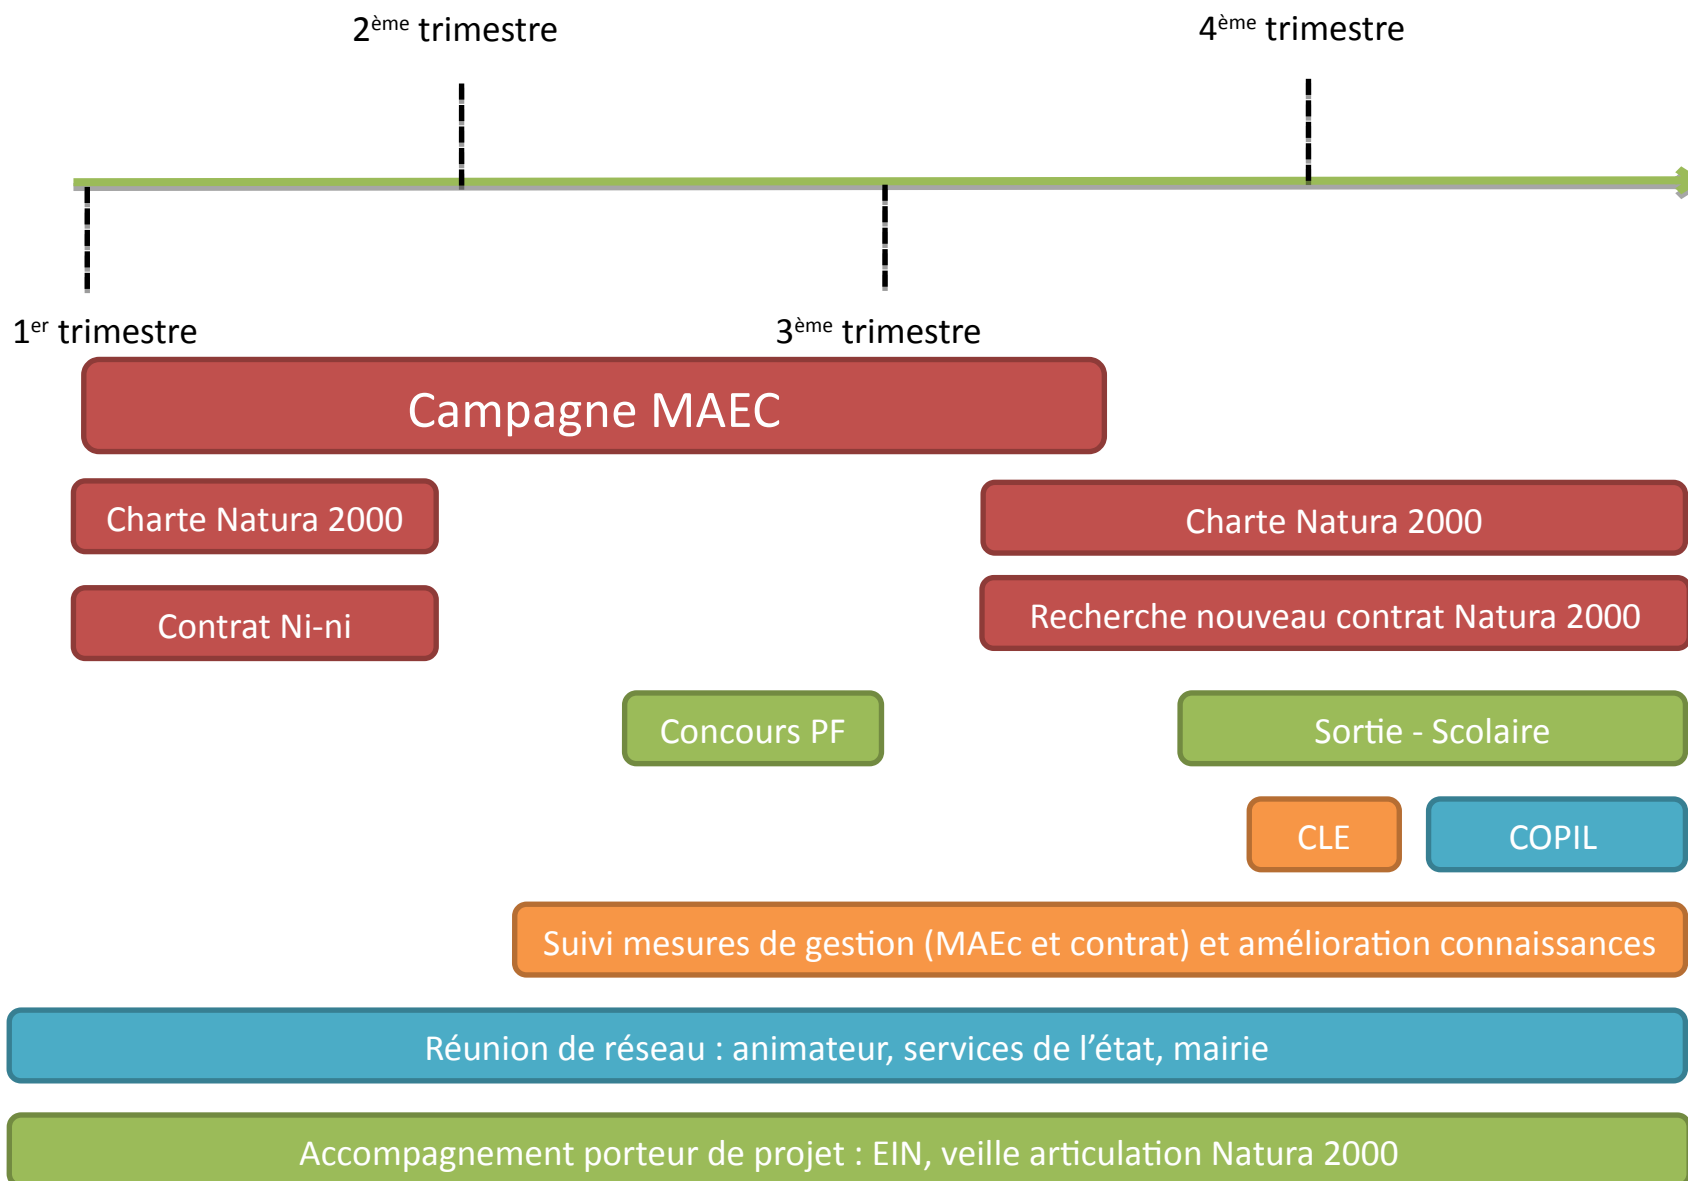 2ème trimestre
4ème trimestre
1er trimestre
3ème trimestre
Campagne MAEC
Charte Natura 2000
Charte Natura 2000
Contrat Ni-ni
Recherche nouveau contrat Natura 2000
Concours PF
Sortie - Scolaire
CLE
COPIL
Suivi mesures de gestion (MAEc et contrat) et amélioration connaissances
Réunion de réseau : animateur, services de l’état, mairie
Accompagnement porteur de projet : EIN, veille articulation Natura 2000